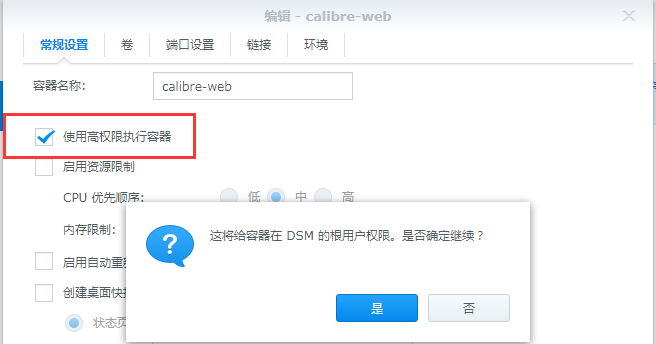 编辑 - calibre-web
常规设置 卷 端口设置 链接 环境
容器名称: calibre-web
使用高权限执行容器
启用资源限制
CPU 优先顺序: 低 中 高
内存限制:
这将给容器在 DSM 的根用户权限。是否确定继续？
启用自动重
创建桌面快
状态页
是 否